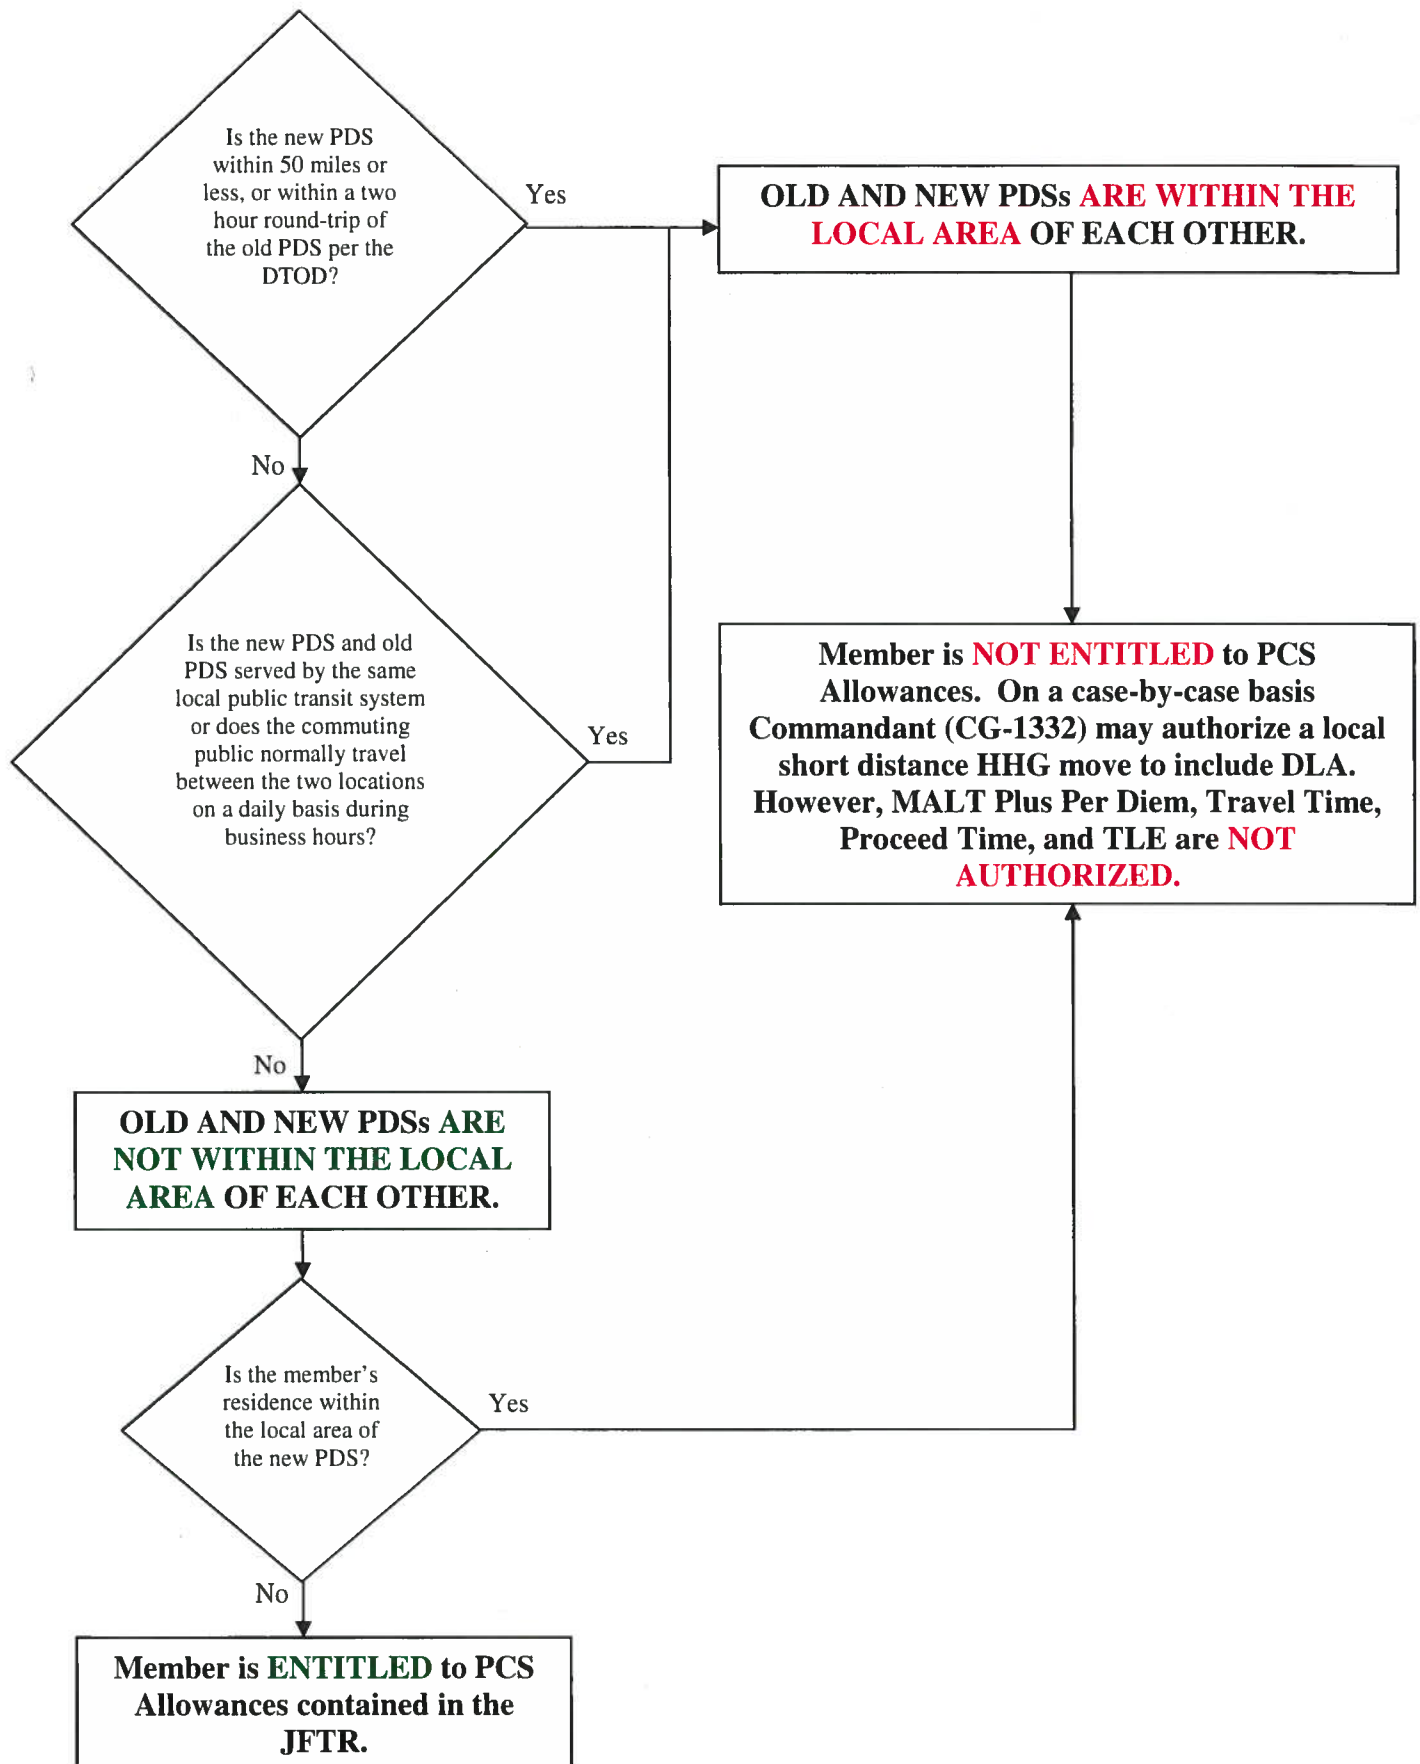 Is the new PDS
within 50 miles or
less, or within a two
hour round-trip of
the old PDS per the
DTOD?
Yes
OLD AND NEW PDSs ARE WITHIN THE
LOCAL AREA OF EACH OTHER.
No
Is the new PDS and old
PDS served by the same
local public transit system
or does the commuting
public normally travel
between the two locations
on a daily basis during
business hours?
Yes
Member is NOT ENTITLED to PCS
Allowances. On a case-by-case basis
Commandant (CG-1332) may authorize a local
short distance HHG move to include DLA.
However, MALT Plus Per Diem, Travel Time,
Proceed Time, and TLE are NOT
AUTHORIZED.
No
OLD AND NEW PDSs ARE
NOT WITHIN THE LOCAL
AREA OF EACH OTHER.
Is the member's
residence within
the local area of
the new PDS?
Yes
No
Member is ENTITLED to PCS
Allowances contained in the
JFTR.